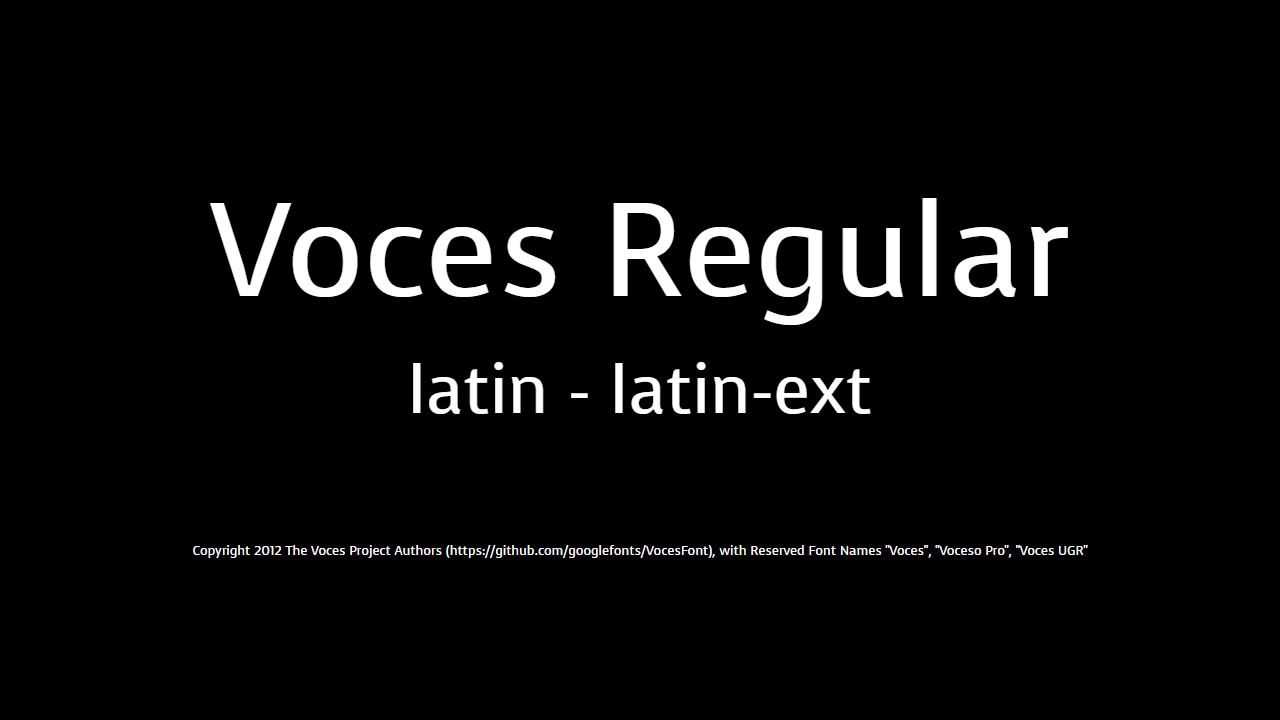 Voces Regular
latin - latin-ext
Copyright 2012 The Voces Project Authors (https://github.com/googlefonts/VocesFont), with Reserved Font Names "Voces", "Voceso Pro", "Voces UGR"